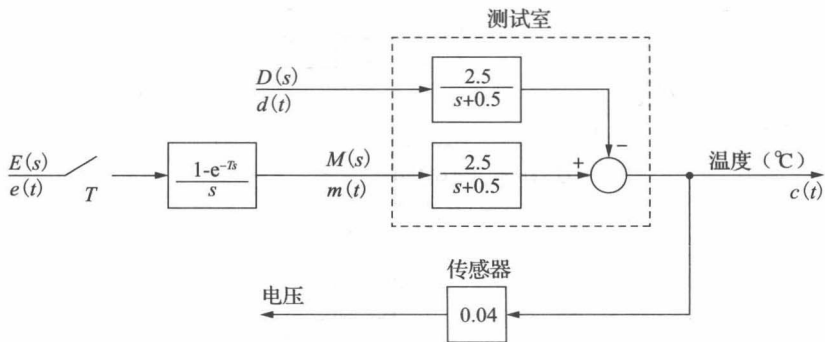 测试室
D(s)
d(t)
2.5
s+0.5
−
E(s)
e(t)
T
1-e^{-Ts}
s
M(s)
m(t)
2.5
s+0.5
+
温度（℃）
c(t)
传感器
0.04
电压